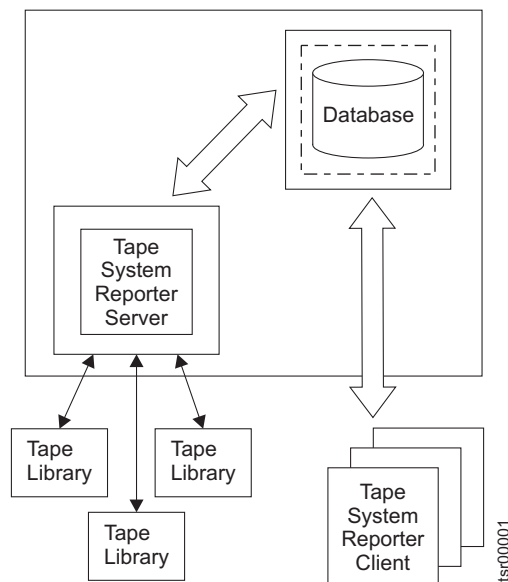 Database
Tape
System
Reporter
Server
Tape
Library
Tape
Library
Tape
Library
Tape
System
Reporter
Client
tsr00001